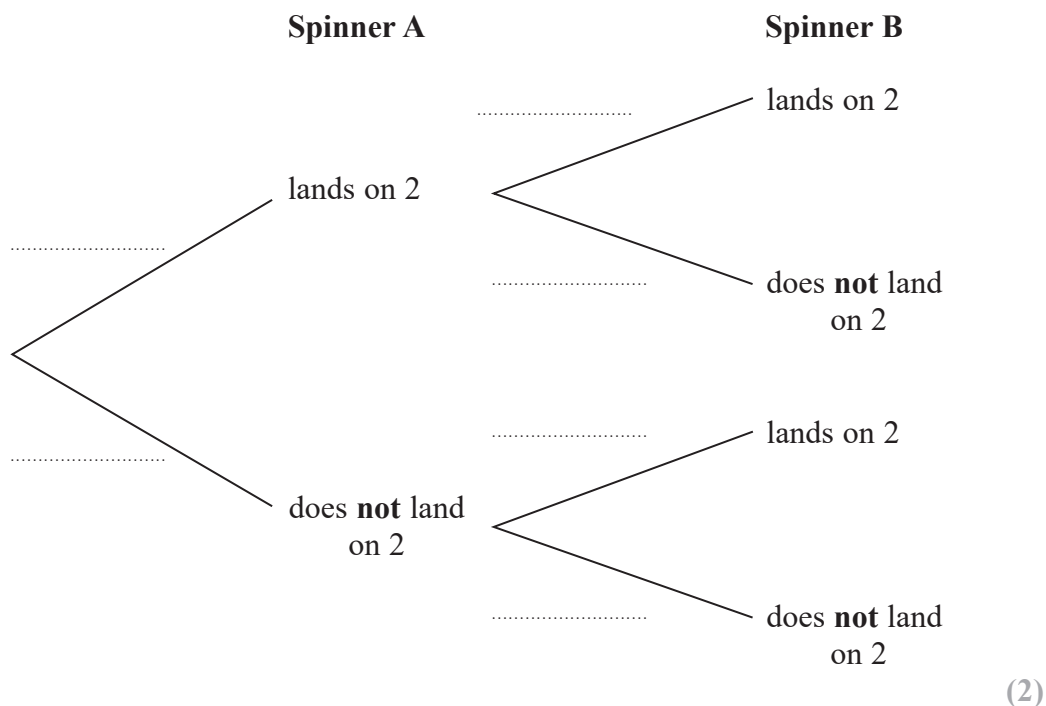 Spinner A
Spinner B
lands on 2
lands on 2
does not land
on 2
lands on 2
does not land
on 2
does not land
on 2
(2)